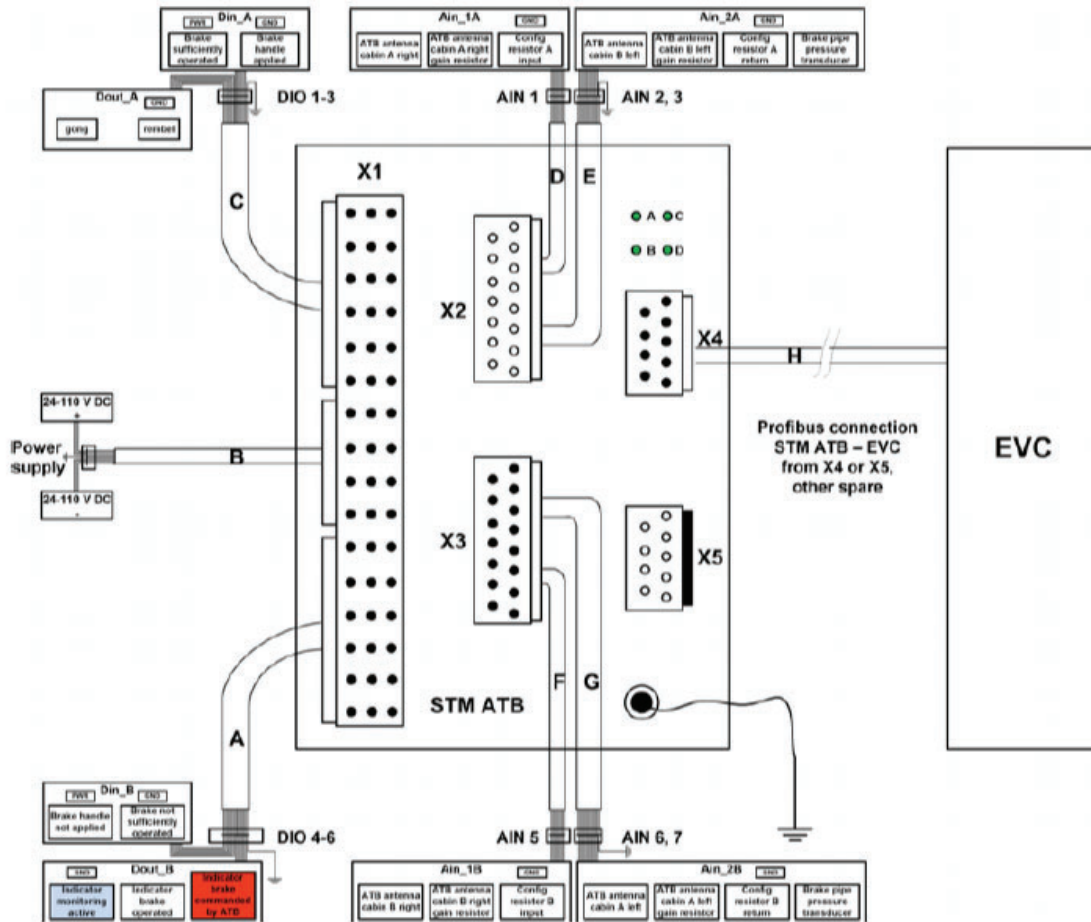 Din_A
PWR
GND
Brake
sufficiently
operated
Brake
handle
applied
Ain_1A
GND
ATB antenna
cabin A right
ATB antenna
cabin A right
gain resistor
Config
resistor A
input
Ain_2A
GND
ATB antenna
cabin B left
ATB antenna
cabin B left
gain resistor
Config
resistor A
return
Brake pipe
pressure
transducer
Dout_A
GND
gong
rembet
DIO 1-3
AIN 1
AIN 2, 3
X1
C
D
E
A
C
B
D
X2
X4
H
24-110 V DC
+
Power
supply
24-110 V DC
-
B
Profibus connection
STM ATB – EVC
from X4 or X5,
other spare
EVC
X3
X5
F
G
STM ATB
A
Din_B
PWR
GND
Brake handle
not applied
Brake not
sufficiently
operated
DIO 4-6
AIN 5
AIN 6, 7
GND
Dout_B
Indicator
monitoring
active
Indicator
brake
operated
Indicator
brake
commanded
by ATB
Ain_1B
GND
ATB antenna
cabin B right
ATB antenna
cabin B right
gain resistor
Config
resistor B
input
Ain_2B
GND
ATB antenna
cabin A left
ATB antenna
cabin A left
gain resistor
Config
resistor B
return
Brake pipe
pressure
transducer